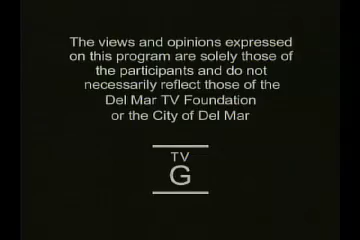 The views and opinions expressed
on this program are solely those of
the participants and do not
necessarily reflect those of the
Del Mar TV Foundation
or the City of Del Mar
TV
G